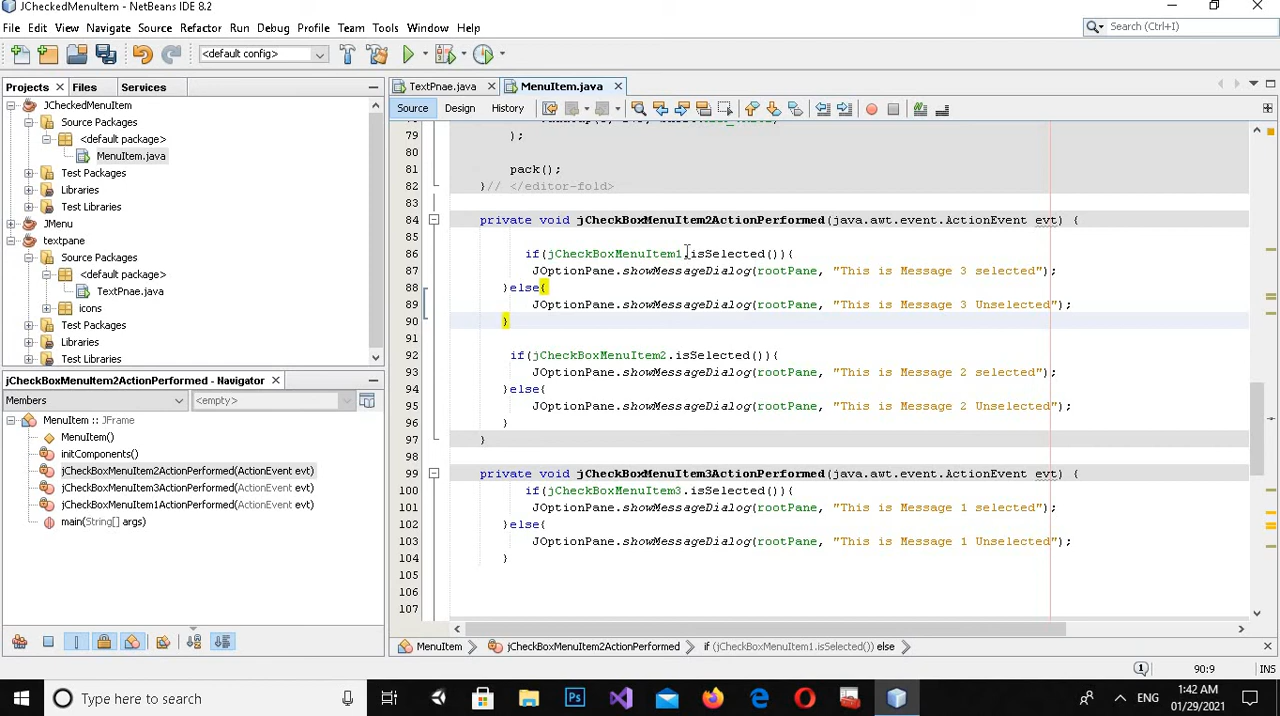 JCheckedMenuItem - NetBeans IDE 8.2
File Edit View Navigate Source Refactor Run Debug Profile Team Tools Window Help
Search (Ctrl+I)
<default config>
Projects Files Services
JCheckedMenuItem
Source Packages
<default package>
MenuItem.java
Test Packages
Libraries
Test Libraries
JMenu
textpane
Source Packages
<default package>
TextPnae.java
icons
Test Packages
Libraries
Test Libraries
jCheckBoxMenuItem2ActionPerformed - Navigator
Members <empty>
MenuItem :: JFrame
MenuItem()
initComponents()
jCheckBoxMenuItem2ActionPerformed(ActionEvent evt)
jCheckBoxMenuItem3ActionPerformed(ActionEvent evt)
jCheckBoxMenuItem1ActionPerformed(ActionEvent evt)
main(String[] args)
TextPnae.java MenuItem.java
Source Design History
79 );
80
81 pack();
82 }// </editor-fold>
83
84 private void jCheckBoxMenuItem2ActionPerformed(java.awt.event.ActionEvent evt) {
85
86 if(jCheckBoxMenuItem1.isSelected()){
87 JOptionPane.showMessageDialog(rootPane, "This is Message 3 selected");
88 }else{
89 JOptionPane.showMessageDialog(rootPane, "This is Message 3 Unselected");
90 }
91
92 if(jCheckBoxMenuItem2.isSelected()){
93 JOptionPane.showMessageDialog(rootPane, "This is Message 2 selected");
94 }else{
95 JOptionPane.showMessageDialog(rootPane, "This is Message 2 Unselected");
96 }
97 }
98
99 private void jCheckBoxMenuItem3ActionPerformed(java.awt.event.ActionEvent evt) {
100 if(jCheckBoxMenuItem3.isSelected()){
101 JOptionPane.showMessageDialog(rootPane, "This is Message 1 selected");
102 }else{
103 JOptionPane.showMessageDialog(rootPane, "This is Message 1 Unselected");
104 }
105
106
107
MenuItem jCheckBoxMenuItem2ActionPerformed if (jCheckBoxMenuItem1.isSelected()) else
90:9 INS
Type here to search
ENG
1:42 AM
01/29/2021